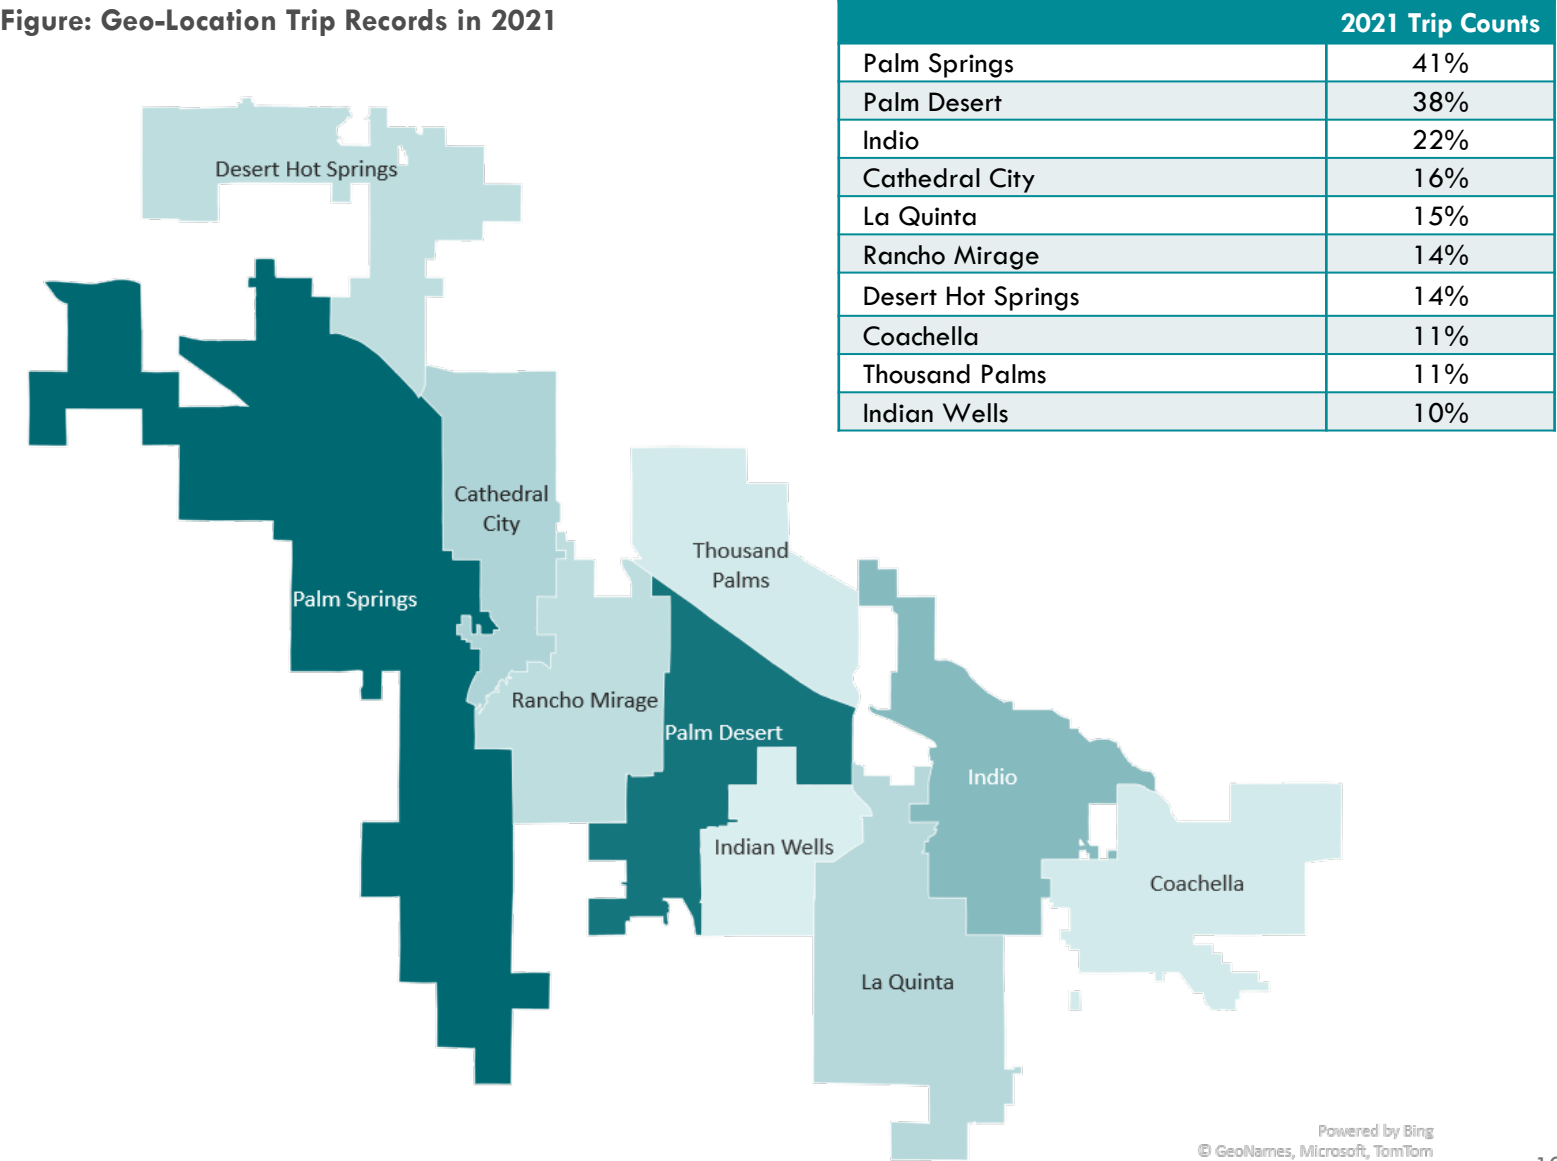 Figure: Geo-Location Trip Records in 2021
2021 Trip Counts
Palm Springs 41%
Palm Desert 38%
Indio 22%
Cathedral City 16%
La Quinta 15%
Rancho Mirage 14%
Desert Hot Springs 14%
Coachella 11%
Thousand Palms 11%
Indian Wells 10%
Desert Hot Springs
Cathedral
City
Thousand
Palms
Palm Springs
Rancho Mirage
Palm Desert
Indio
Indian Wells
Coachella
La Quinta
Powered by Bing
© GeoNames, Microsoft, TomTom